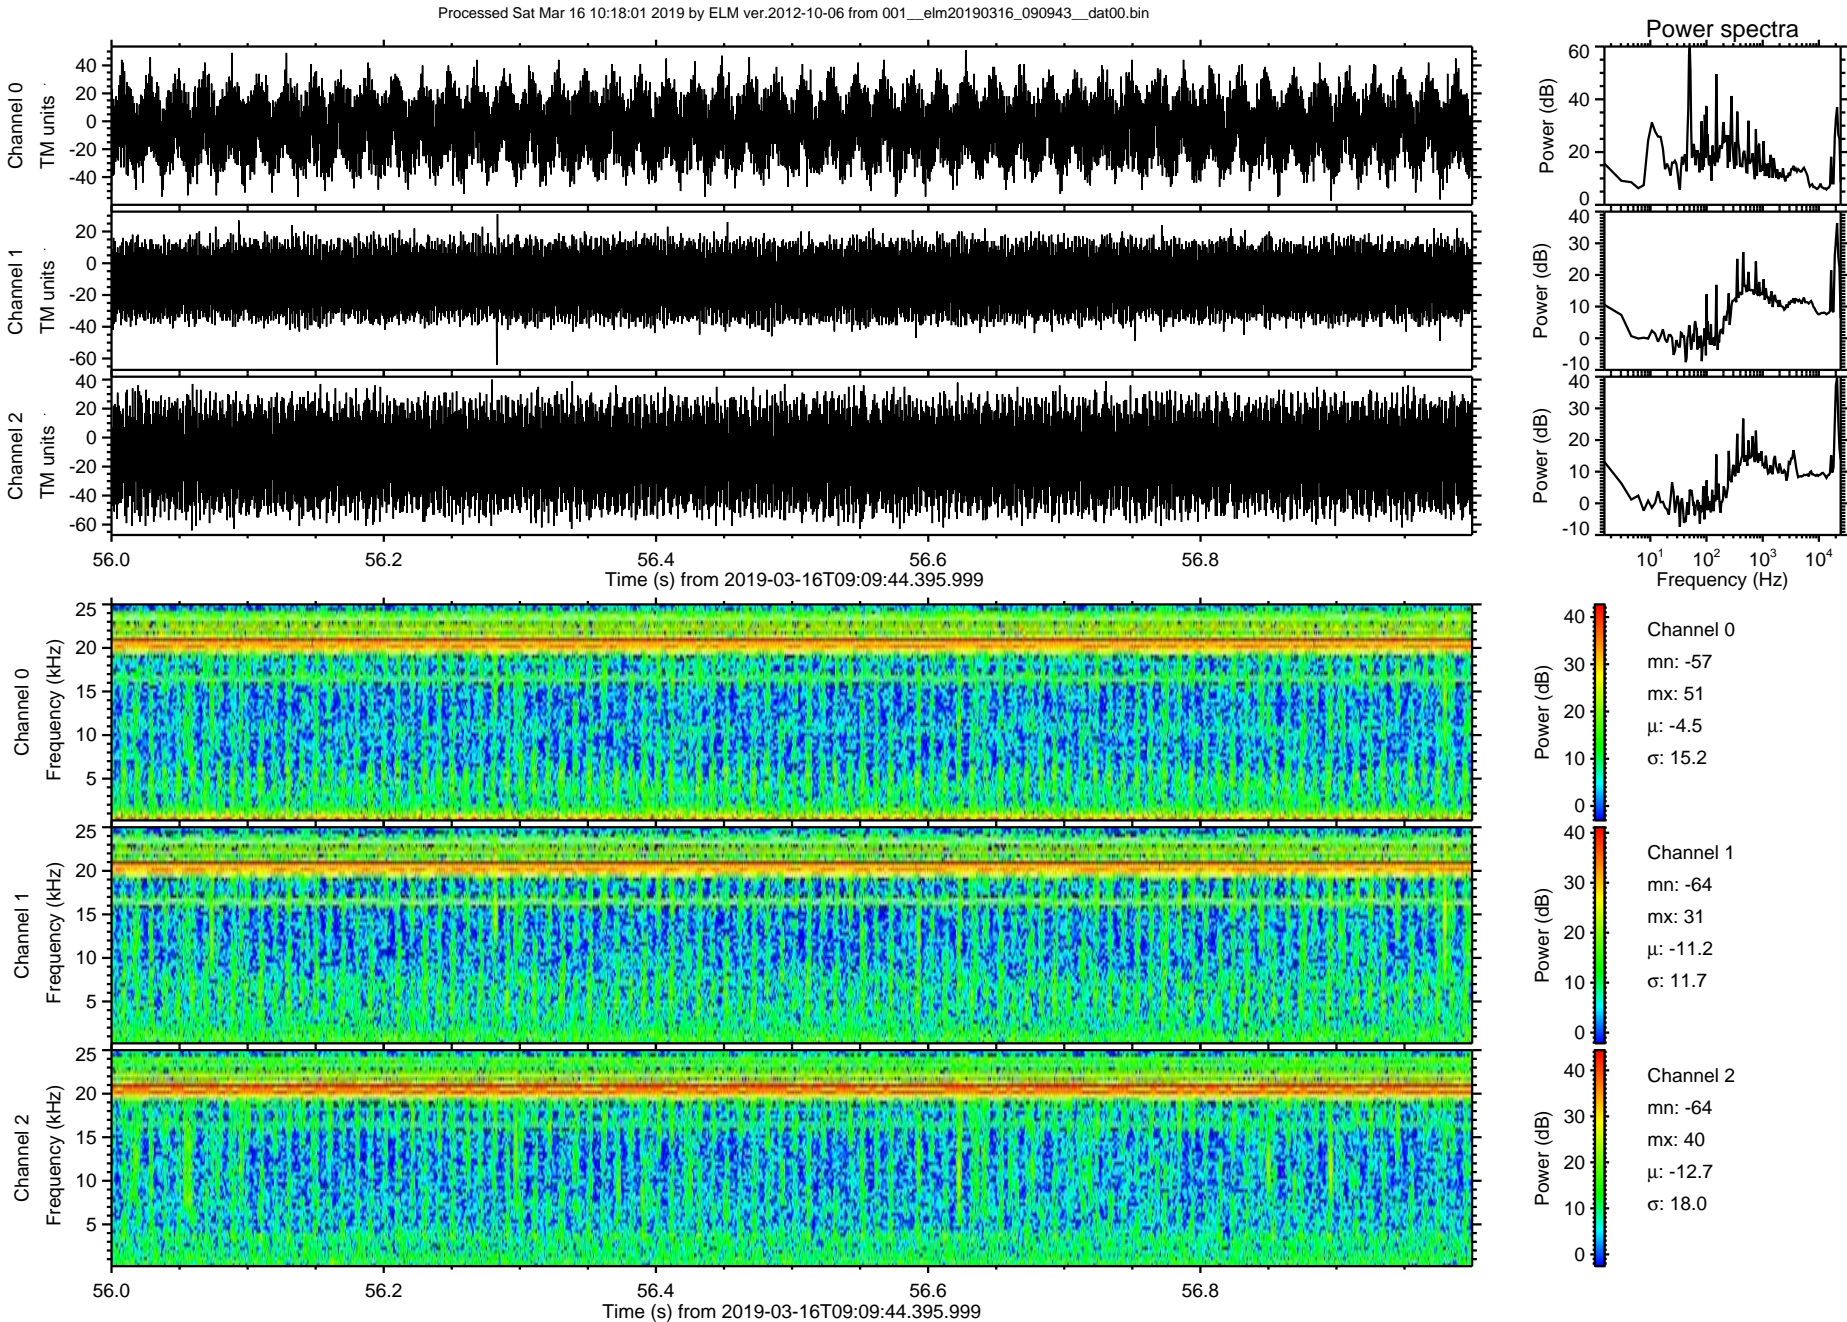 Processed Sat Mar 16 10:18:01 2019 by ELM ver.2012-10-06 from 001__elm20190316_090943__dat00.bin
Power spectra
Channel 0
TM units
40
20
0
-20
-40
Power (dB)
60
40
20
0
Channel 1
TM units
20
0
-20
-40
-60
Power (dB)
40
30
20
10
0
-10
Channel 2
TM units
40
20
0
-20
-40
-60
Power (dB)
40
30
20
10
0
-10
56.0 56.2 56.4 56.6 56.8
Time (s) from 2019-03-16T09:09:44.395.999
10¹ 10² 10³ 10⁴
Frequency (Hz)
Channel 0
Frequency (kHz)
25
20
15
10
5
Power (dB)
40
30
20
10
0
Channel 0
mn: -57
mx: 51
μ: -4.5
σ: 15.2
Channel 1
Frequency (kHz)
25
20
15
10
5
Power (dB)
40
30
20
10
0
Channel 1
mn: -64
mx: 31
μ: -11.2
σ: 11.7
Channel 2
Frequency (kHz)
25
20
15
10
5
Power (dB)
40
30
20
10
0
Channel 2
mn: -64
mx: 40
μ: -12.7
σ: 18.0
56.0 56.2 56.4 56.6 56.8
Time (s) from 2019-03-16T09:09:44.395.999